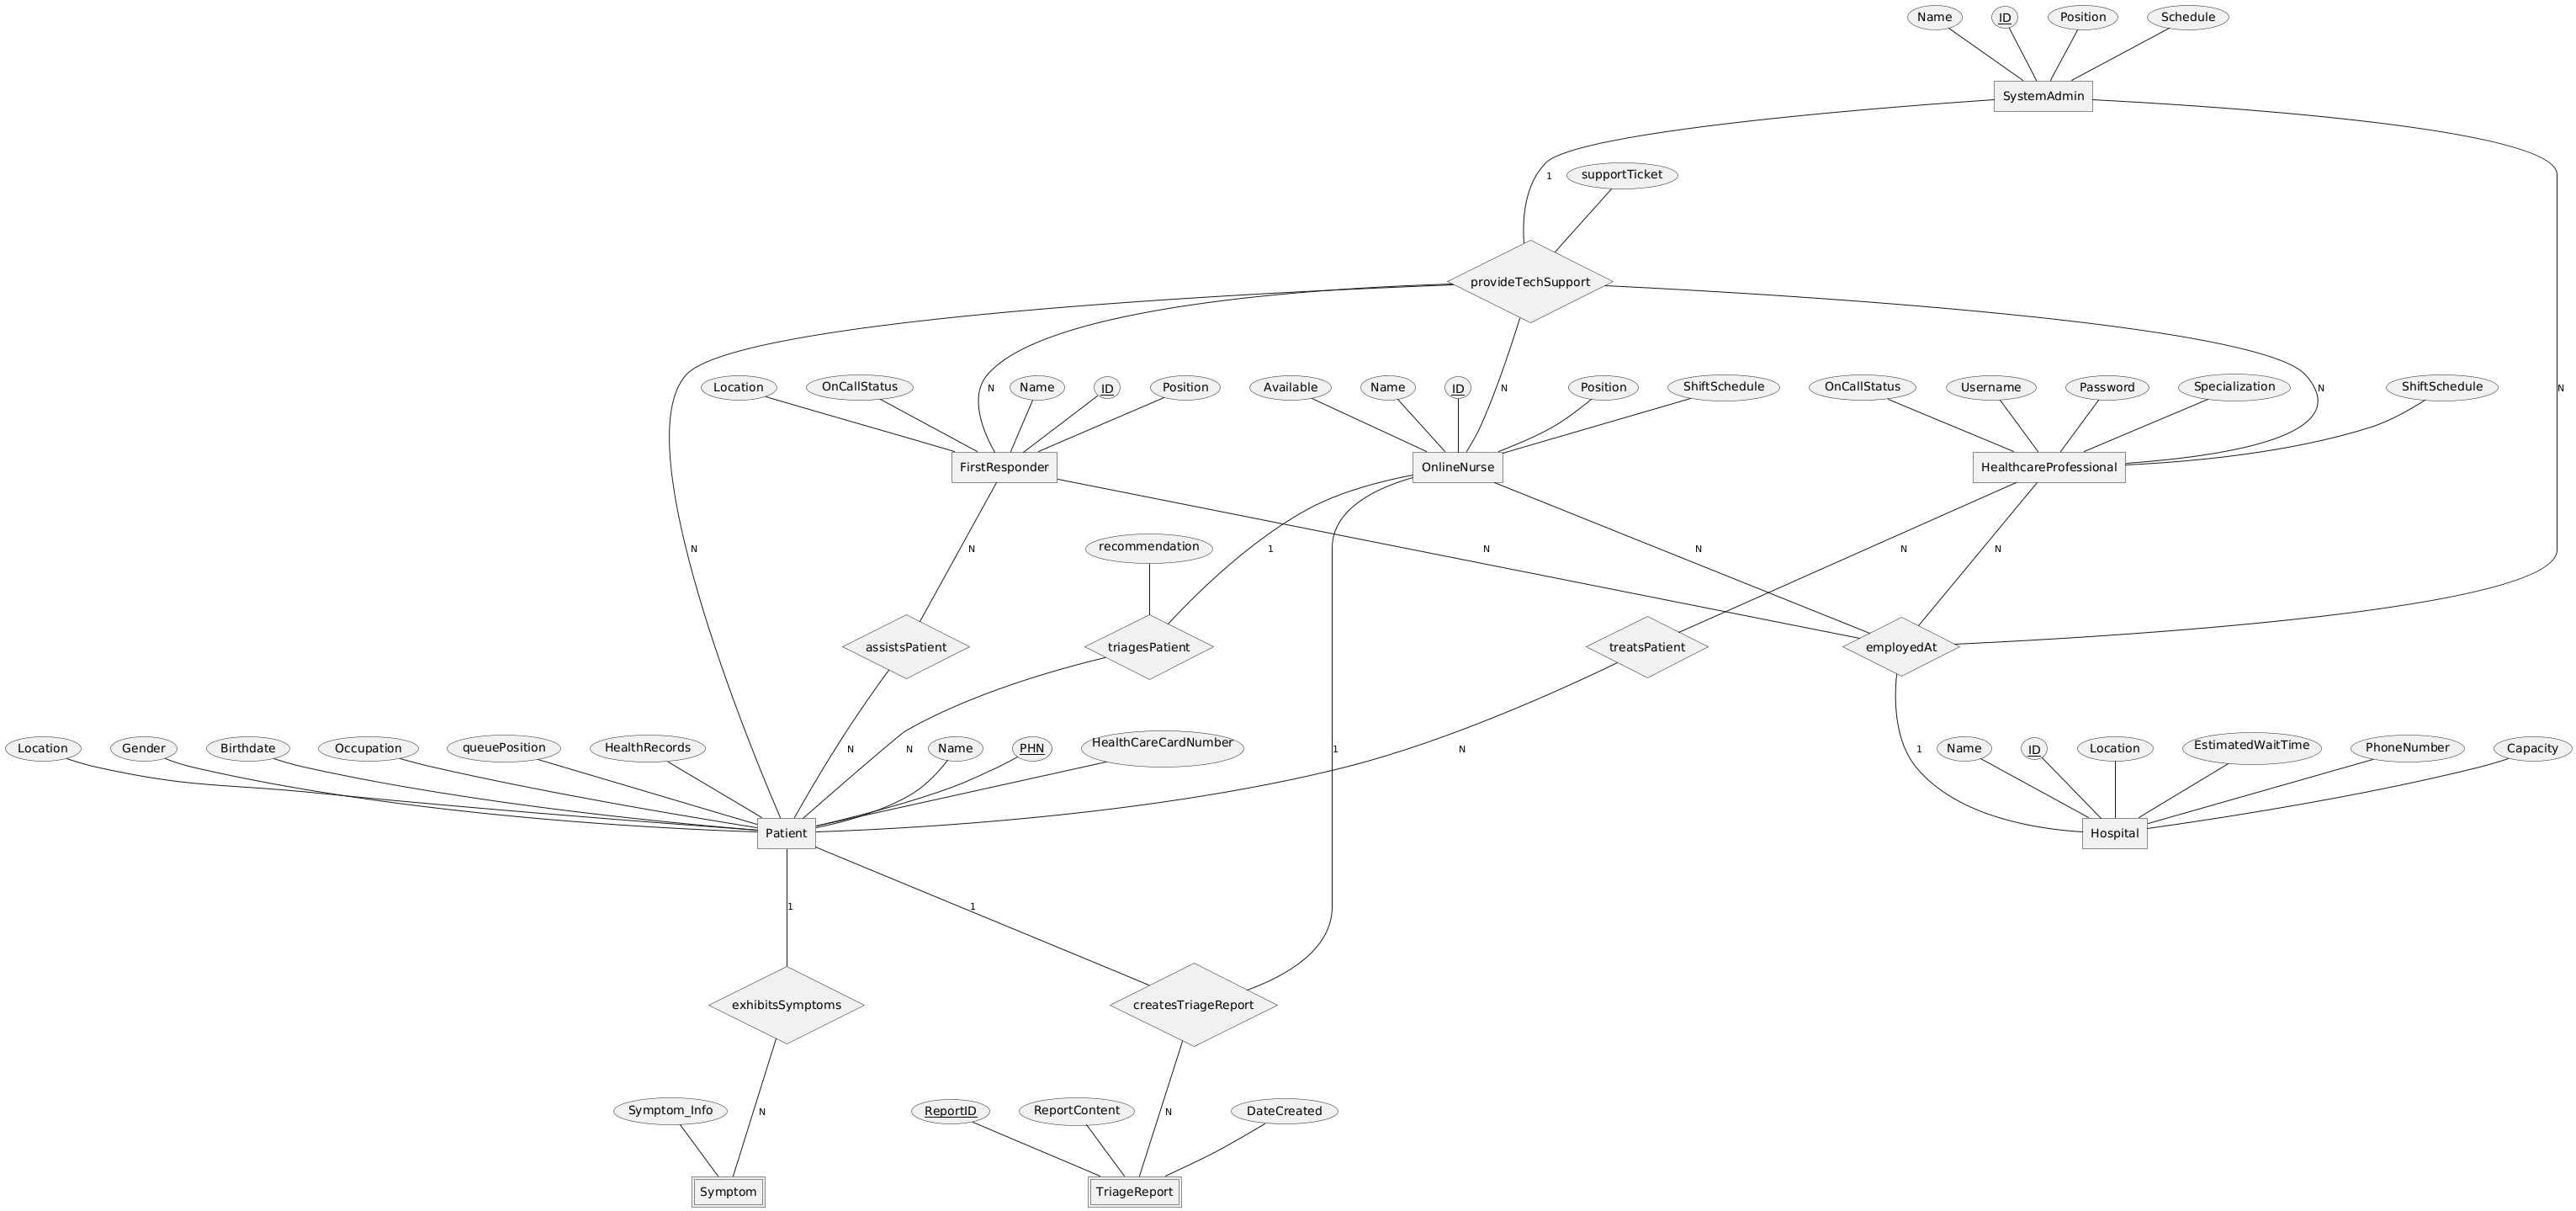 Name
ID
Position
Schedule
SystemAdmin
1
supportTicket
provideTechSupport
Location
OnCallStatus
N
Name
ID
Position
Available
Name
ID
N
Position
ShiftSchedule
OnCallStatus
Username
Password
Specialization
N
ShiftSchedule
N
FirstResponder
OnlineNurse
HealthcareProfessional
N
N
recommendation
1
N
N
N
N
assistsPatient
triagesPatient
treatsPatient
employedAt
Location
Gender
Birthdate
Occupation
queuePosition
HealthRecords
N
N
Name
PHN
HealthCareCardNumber
1
N
1
Name
ID
Location
EstimatedWaitTime
PhoneNumber
Capacity
Patient
Hospital
1
1
exhibitsSymptoms
createsTriageReport
Symptom_Info
N
ReportID
ReportContent
N
DateCreated
Symptom
TriageReport